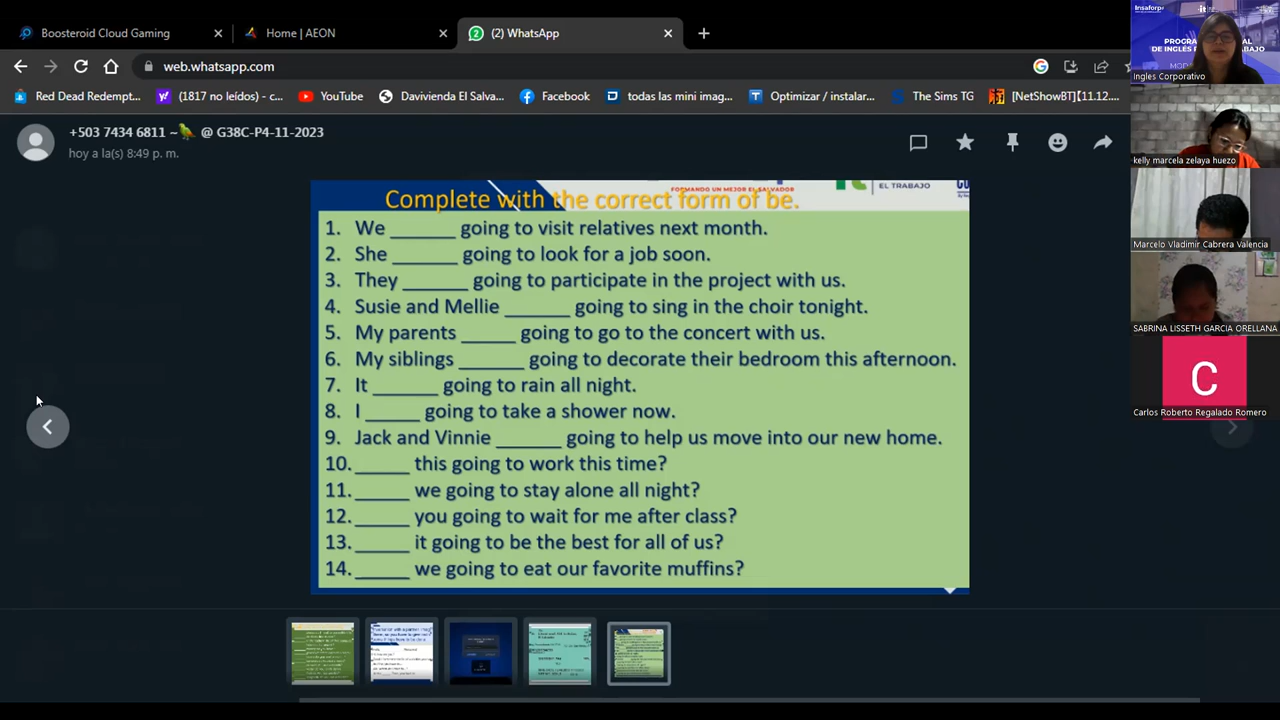 Boosteroid Cloud Gaming
Home | AEON
(2) WhatsApp
web.whatsapp.com
Red Dead Redempt...
(1817 no leídos) - c...
YouTube
Davivienda El Salva...
Facebook
todas las mini imag...
Optimizar / instalar...
The Sims TG
[NetShowBT]【11.12....
+503 7434 6811 ~ @ G38C-P4-11-2023
hoy a la(s) 8:49 p. m.
FORMANDO UN MEJOR EL SALVADOR
EL TRABAJO
Complete with the correct form of be.
1. We ______ going to visit relatives next month.
2. She ______ going to look for a job soon.
3. They ______ going to participate in the project with us.
4. Susie and Mellie ______ going to sing in the choir tonight.
5. My parents _____ going to go to the concert with us.
6. My siblings ______ going to decorate their bedroom this afternoon.
7. It ______ going to rain all night.
8. I _____ going to take a shower now.
9. Jack and Vinnie ______ going to help us move into our new home.
10. _____ this going to work this time?
11. _____ we going to stay alone all night?
12. _____ you going to wait for me after class?
13. _____ it going to be the best for all of us?
14. _____ we going to eat our favorite muffins?
Insaforp
Ingles Corporativo
kelly marcela zelaya huezo
Marcelo Vladimir Cabrera Valencia
SABRINA LISSETH GARCIA ORELLANA
C
Carlos Roberto Regalado Romero